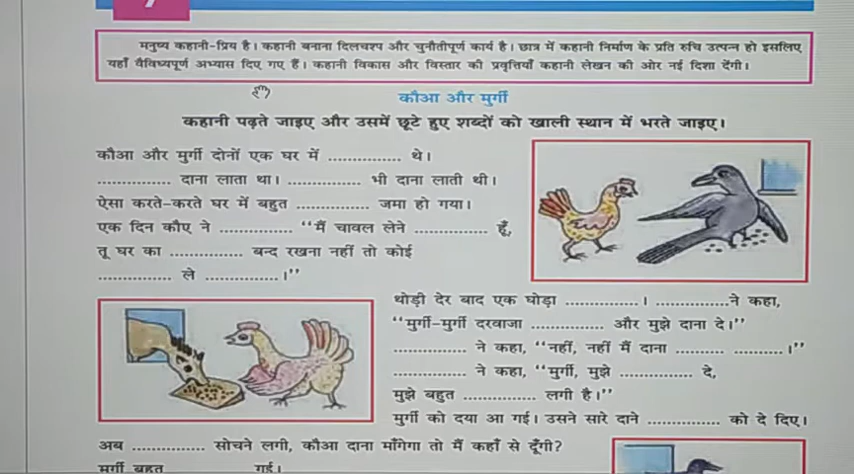 मनुष्य कहानी-प्रिय है। कहानी बनाना दिलचस्प और चुनौतीपूर्ण कार्य है। छात्र में कहानी निर्माण के प्रति रुचि उत्पन्न हो इसलिए
यहाँ वैविध्यपूर्ण अभ्यास दिए गए हैं। कहानी विकास और विस्तार की प्रवृत्तियाँ कहानी लेखन की ओर नई दिशा देंगी।
कौआ और मुर्गी
कहानी पढ़ते जाइए और उसमें छूटे हुए शब्दों को खाली स्थान में भरते जाइए।
कौआ और मुर्गी दोनों एक घर में .............. थे।
.............. दाना लाता था। .............. भी दाना लाती थी।
ऐसा करते-करते घर में बहुत .............. जमा हो गया।
एक दिन कौए ने .............. “मैं चावल लेने .............. हूँ,
तू घर का .............. बन्द रखना नहीं तो कोई
.............. ले ..............।”
थोड़ी देर बाद एक घोड़ा ..............। ..............ने कहा,
“मुर्गी-मुर्गी दरवाजा .............. और मुझे दाना दे।”
.............. ने कहा, “नहीं, नहीं मैं दाना .......... ..........।”
.............. ने कहा, “मुर्गी, मुझे .............. दे,
मुझे बहुत .............. लगी है।”
मुर्गी को दया आ गई। उसने सारे दाने .............. को दे दिए।
अब .............. सोचने लगी, कौआ दाना माँगेगा तो मैं कहाँ से दूँगी?
मुर्गी बहुत .............. गई।